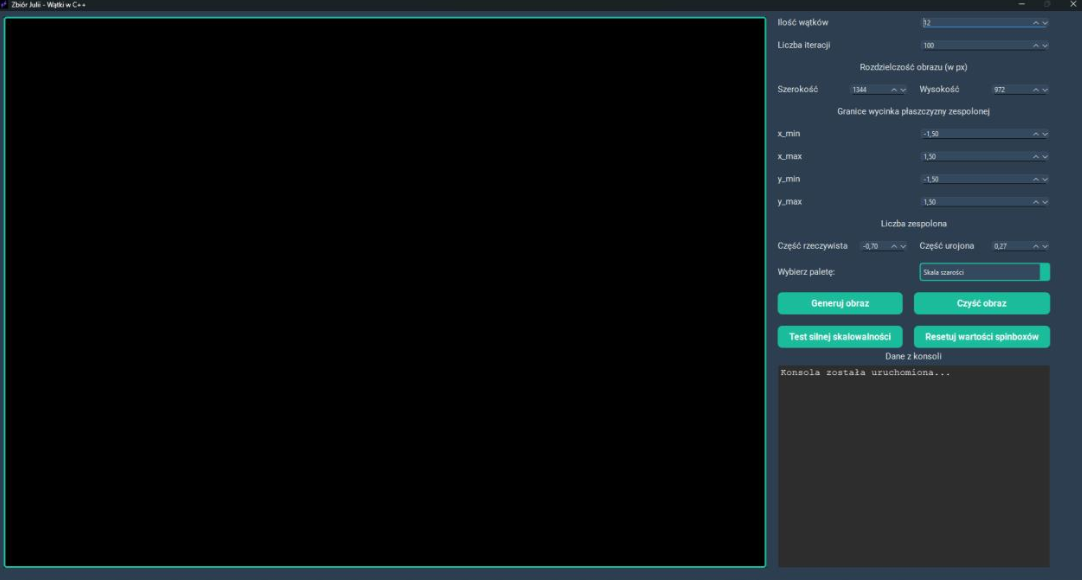 Zbiór Julii - Wątki w C++
Ilość wątków 12
Liczba iteracji 100
Rozdzielczość obrazu (w px)
Szerokość 1344 Wysokość 972
Granice wycinka płaszczyzny zespolonej
x_min -1,50
x_max 1,50
y_min -1,50
y_max 1,50
Liczba zespolona
Część rzeczywista -0,70 Część urojona 0,27
Wybierz paletę: Skala szarości
Generuj obraz Czyść obraz
Test silnej skalowalności Resetuj wartości spinboxów
Dane z konsoli
Konsola została uruchomiona...